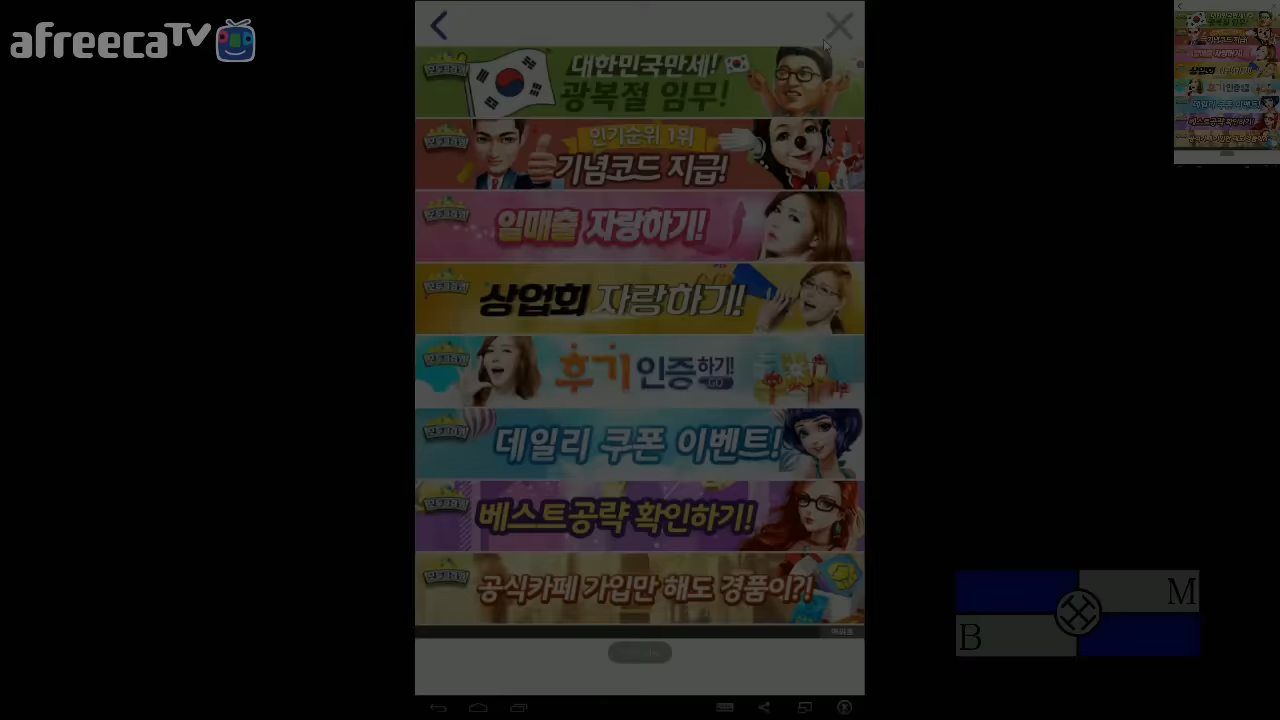 afreecaTV
대한민국만세!
광복절 임무!
인기순위 1위
기념코드 지급!
일매출 자랑하기!
상업회 자랑하기!
후기 인증하기!
GO
데일리 쿠폰 이벤트!
베스트공략 확인하기!
공식카페 가입만 해도 경품이?!
M
B